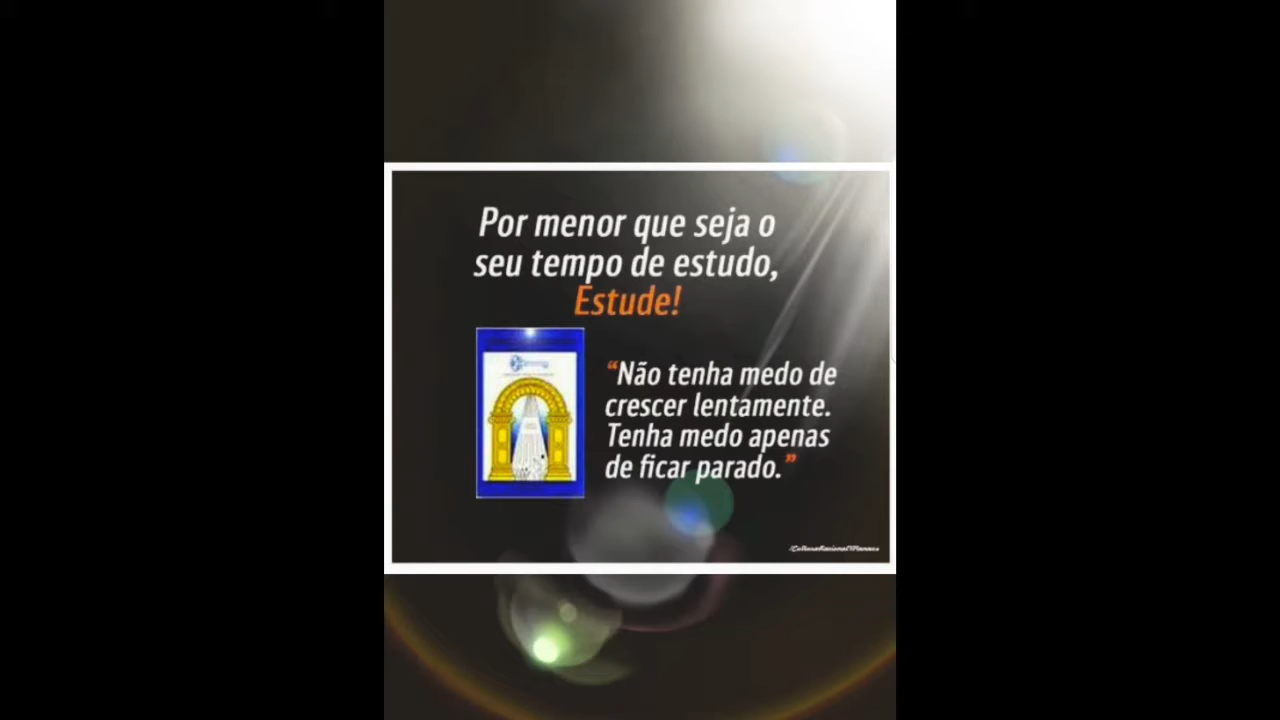 Por menor que seja o
seu tempo de estudo,
Estude!
“Não tenha medo de
crescer lentamente.
Tenha medo apenas
de ficar parado.”
/CulturaRacionalManaus